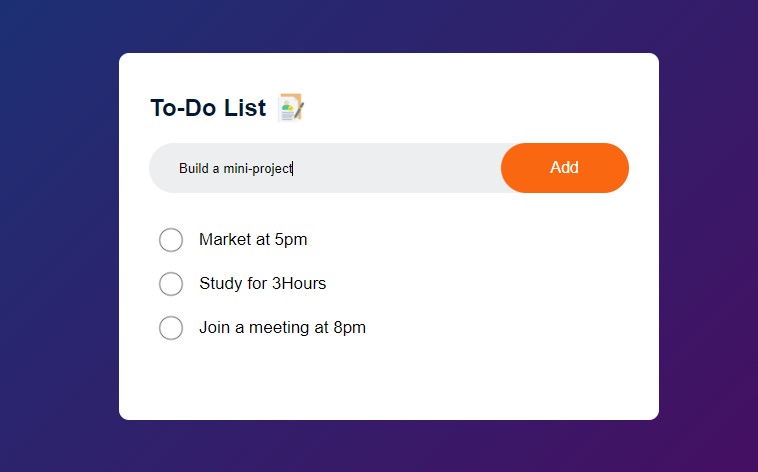 To-Do List
Build a mini-project
Add
Market at 5pm
Study for 3Hours
Join a meeting at 8pm